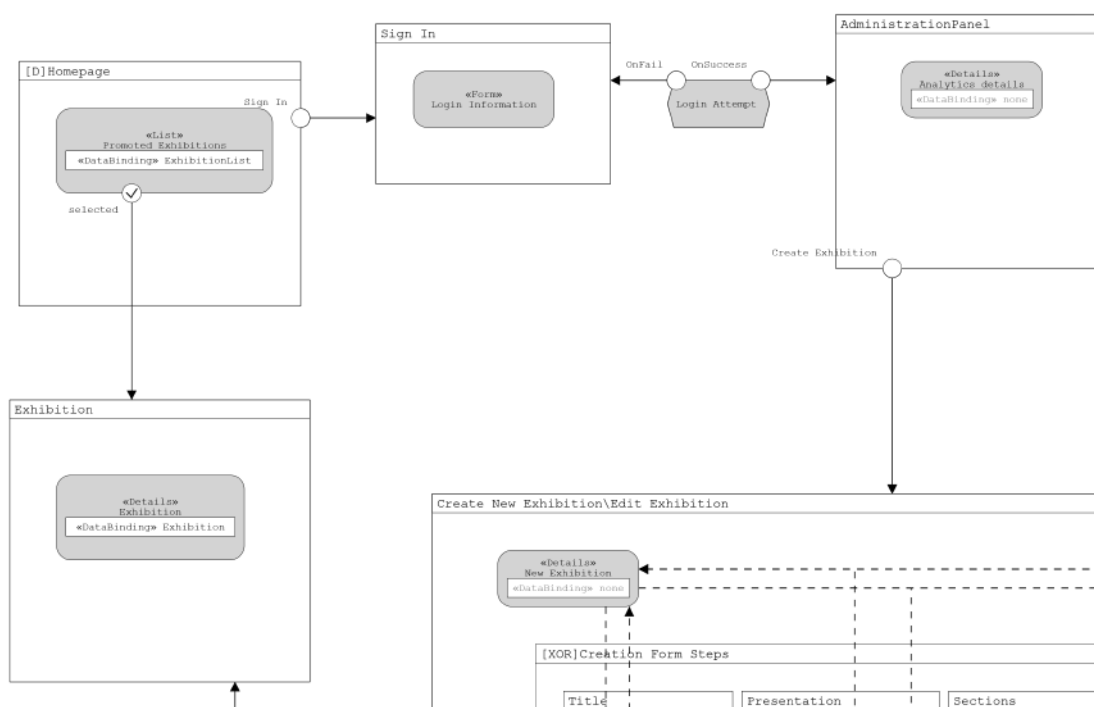 Sign In
AdministrationPanel
[D]Homepage
OnFail
OnSuccess
«Details»
Analytics details
«DataBinding» none
«Form»
Login Information
Login Attempt
Sign In
«List»
Promoted Exhibitions
«DataBinding» ExhibitionList
selected
Create Exhibition
Exhibition
«Details»
Exhibition
«DataBinding» Exhibition
Create New Exhibition\Edit Exhibition
«Details»
New Exhibition
«DataBinding» none
[XOR]Creation Form Steps
Title
Presentation
Sections